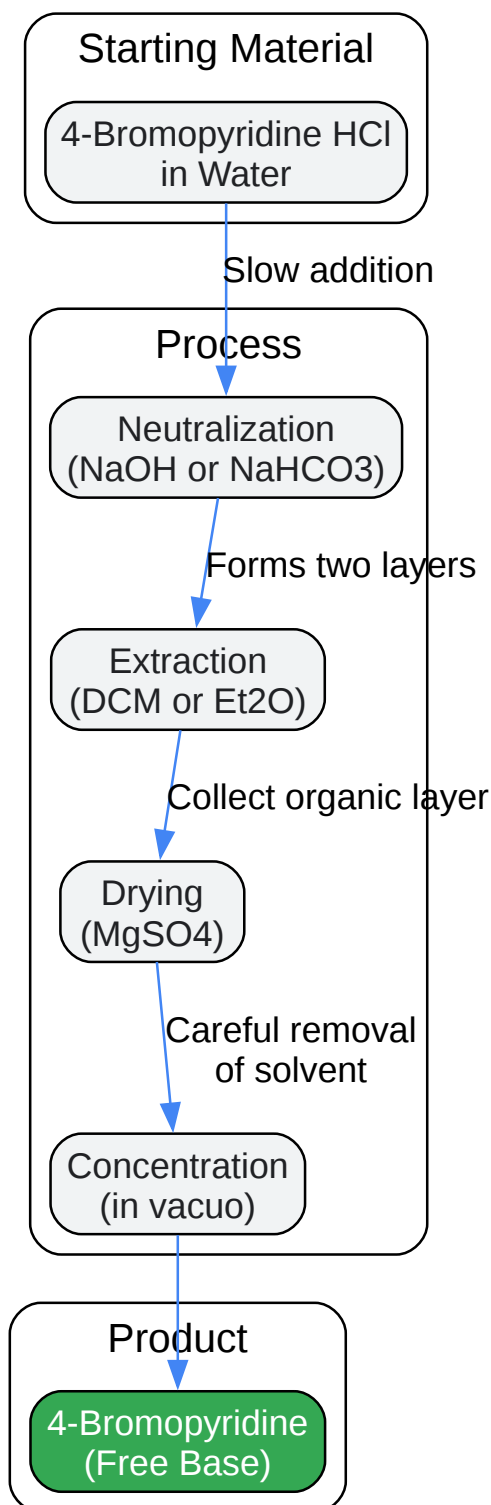 Starting Material
4-Bromopyridine HCl
in Water
Slow addition
Process
Neutralization
(NaOH or NaHCO3)
Forms two layers
Extraction
(DCM or Et2O)
Collect organic layer
Drying
(MgSO4)
Careful removal
of solvent
Concentration
(in vacuo)
Product
4-Bromopyridine
(Free Base)